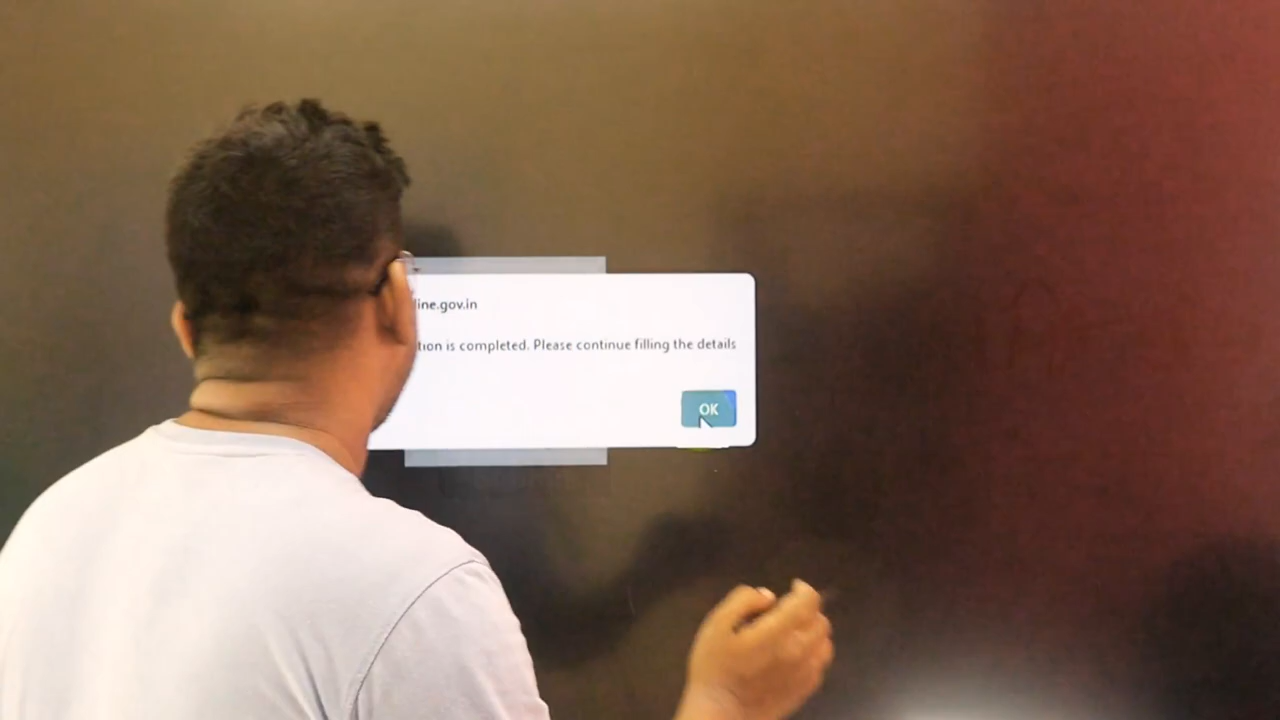 line.gov.in
tion is completed. Please continue filling the details
OK